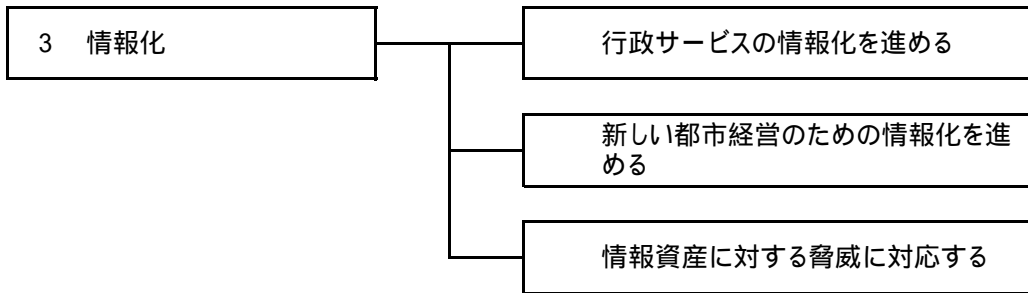 3 情報化
行政サービスの情報化を進める
新しい都市経営のための情報化を進
める
情報資産に対する脅威に対応する